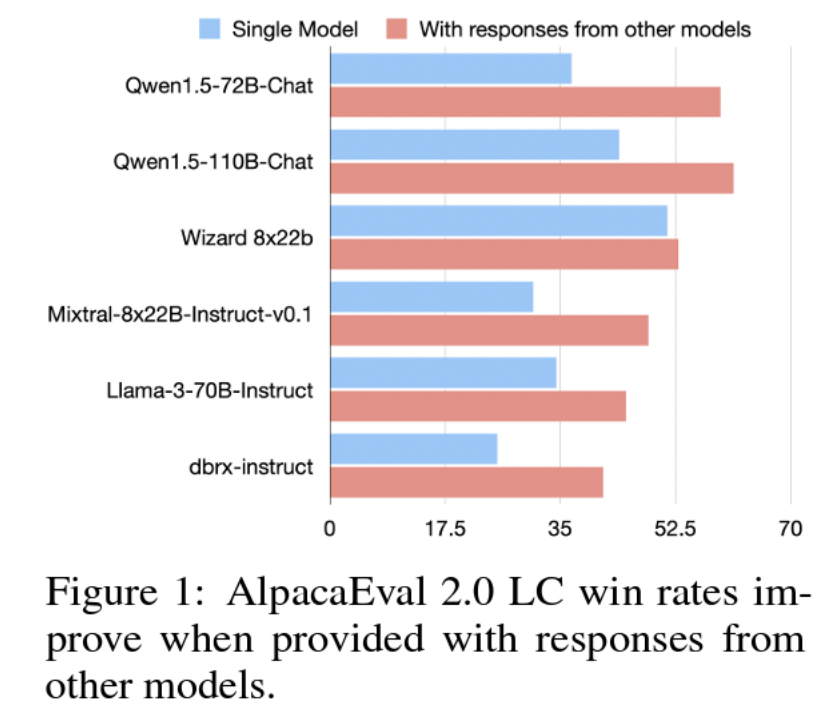 Single Model With responses from other models
Qwen1.5-72B-Chat
Qwen1.5-110B-Chat
Wizard 8x22b
Mixtral-8x22B-Instruct-v0.1
Llama-3-70B-Instruct
dbrx-instruct
0 17.5 35 52.5 70
Figure 1: AlpacaEval 2.0 LC win rates im-
prove when provided with responses from
other models.